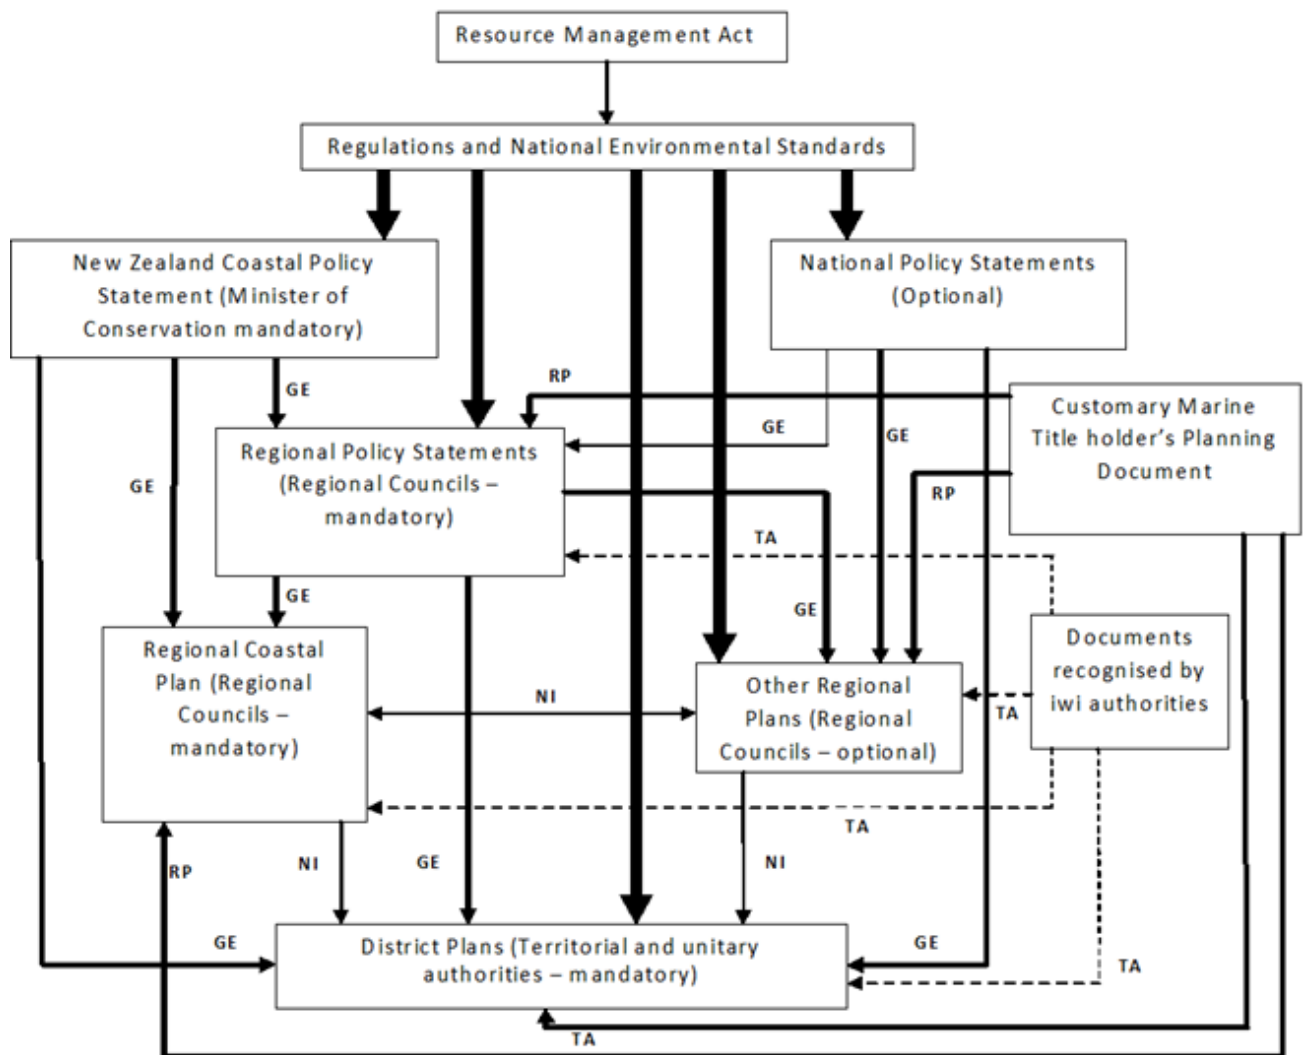 Resource Management Act
Regulations and National Environmental Standards
New Zealand Coastal Policy
Statement (Minister of
Conservation mandatory)
National Policy Statements
(Optional)
GE
RP
Customary Marine
Title holder's Planning
Document
GE
GE
Regional Policy Statements
(Regional Councils –
mandatory)
GE
RP
TA
GE
GE
Regional Coastal
Plan (Regional
Councils –
mandatory)
Documents
recognised by
iwi authorities
Other Regional
Plans (Regional
Councils – optional)
NI
TA
TA
RP
NI
GE
NI
District Plans (Territorial and unitary
authorities – mandatory)
GE
GE
TA
TA